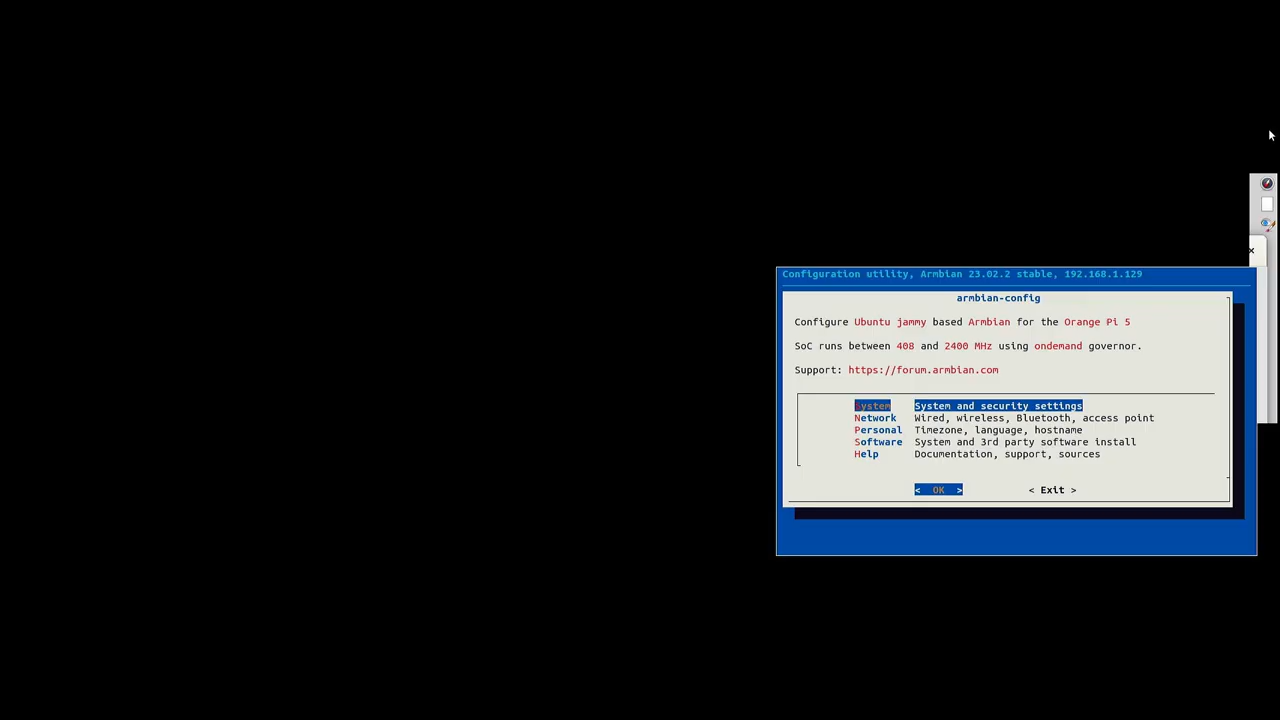 Configuration utility, Armbian 23.02.2 stable, 192.168.1.129
armbian-config
Configure Ubuntu jammy based Armbian for the Orange Pi 5
SoC runs between 408 and 2400 MHz using ondemand governor.
Support: https://forum.armbian.com
System System and security settings
Network Wired, wireless, Bluetooth, access point
Personal Timezone, language, hostname
Software System and 3rd party software install
Help Documentation, support, sources
< OK > < Exit >